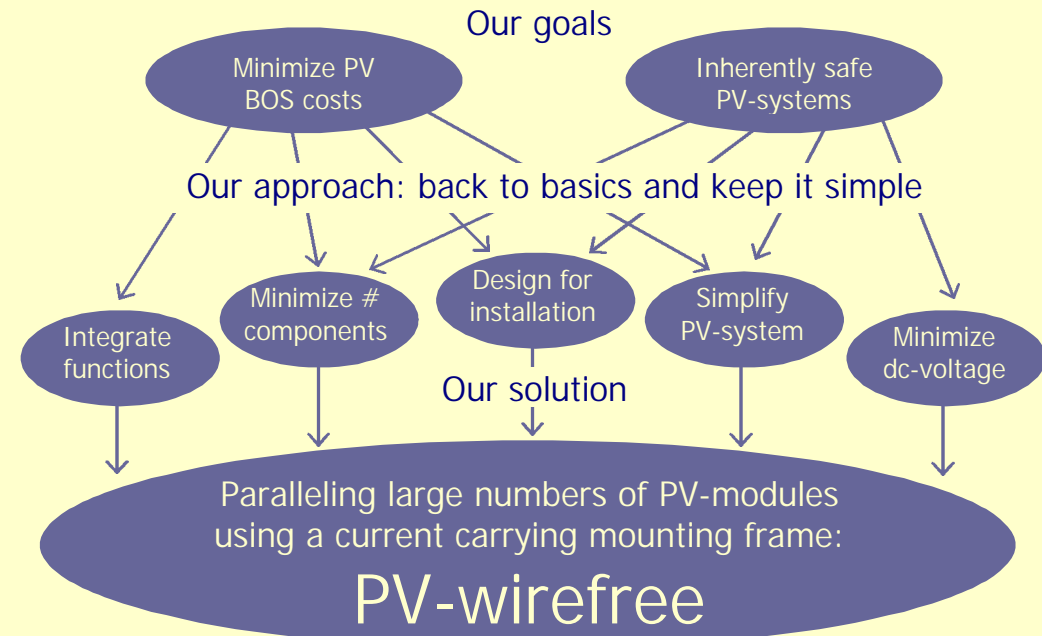 Our goals
Minimize PV
BOS costs
Inherently safe
PV-systems
Our approach: back to basics and keep it simple
Integrate
functions
Minimize #
components
Design for
installation
Simplify
PV-system
Minimize
dc-voltage
Our solution
Paralleling large numbers of PV-modules
using a current carrying mounting frame:
PV-wirefree